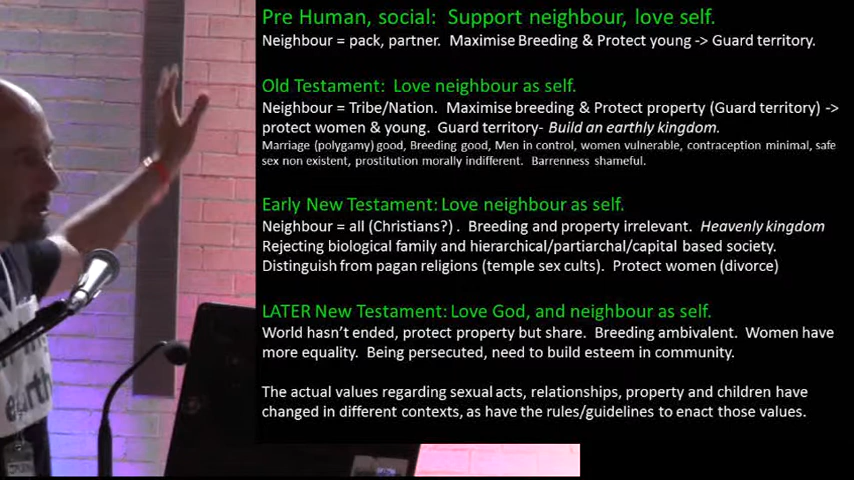 Pre Human, social:  Support neighbour, love self.
Neighbour = pack, partner.  Maximise Breeding & Protect young -> Guard territory.
Old Testament:  Love neighbour as self.
Neighbour = Tribe/Nation.  Maximise breeding & Protect property (Guard territory) ->
protect women & young.  Guard territory- Build an earthly kingdom.
Marriage (polygamy) good, Breeding good, Men in control, women vulnerable, contraception minimal, safe
sex non existent, prostitution morally indifferent.  Barrenness shameful.
Early New Testament: Love neighbour as self.
Neighbour = all (Christians?) .  Breeding and property irrelevant.  Heavenly kingdom
Rejecting biological family and hierarchical/partiarchal/capital based society.
Distinguish from pagan religions (temple sex cults).  Protect women (divorce)
LATER New Testament: Love God, and neighbour as self.
World hasn't ended, protect property but share.  Breeding ambivalent.  Women have
more equality.  Being persecuted, need to build esteem in community.
The actual values regarding sexual acts, relationships, property and children have
changed in different contexts, as have the rules/guidelines to enact those values.